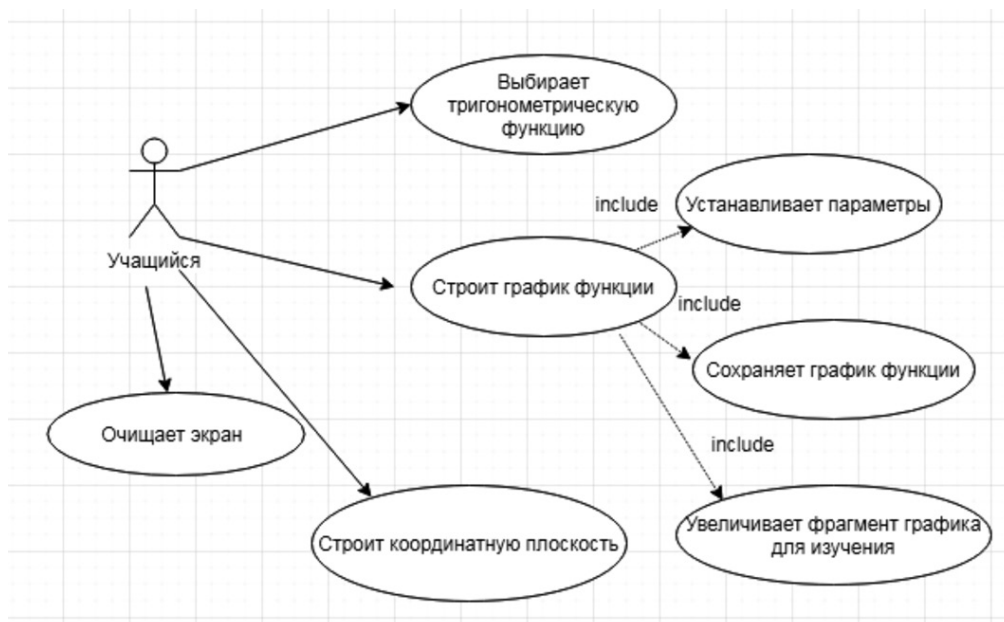 Выбирает
тригонометрическую
функцию
include
Устанавливает параметры
Учащийся
Строит график функции
include
Сохраняет график функции
Очищает экран
include
Увеличивает фрагмент графика
для изучения
Строит координатную плоскость